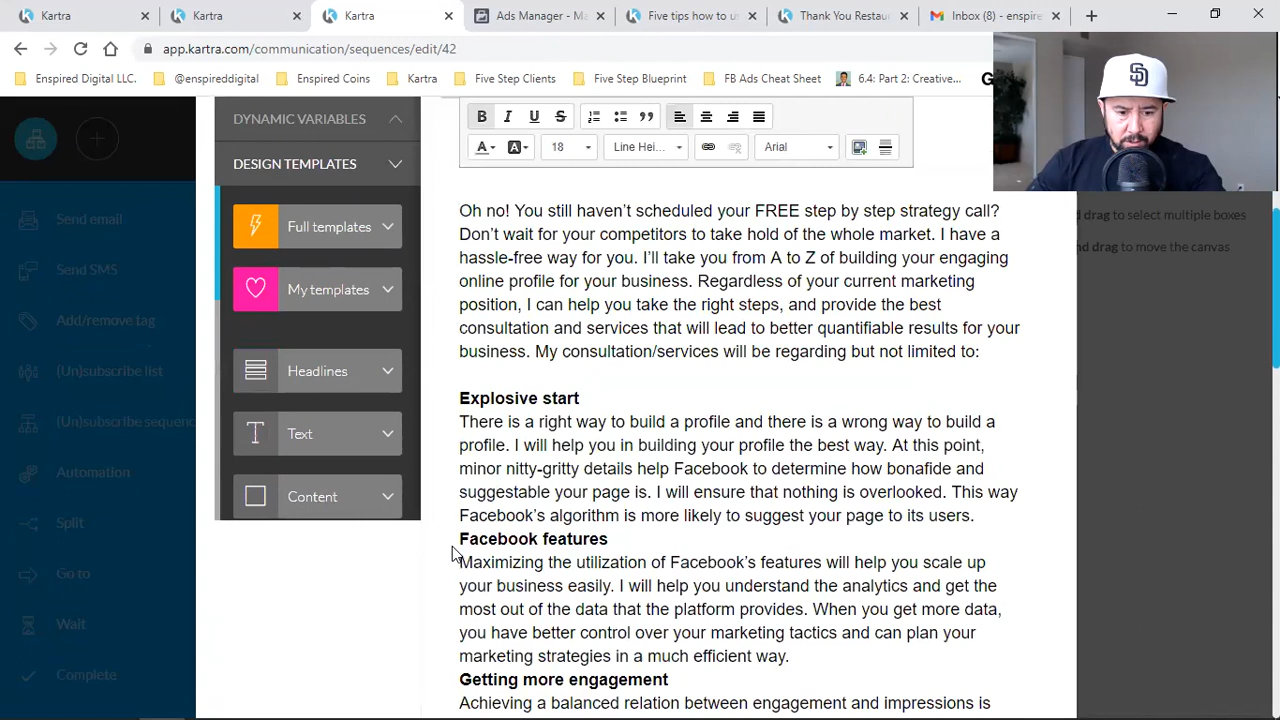 Kartra
Kartra
Kartra
Ads Manager - Ma
Five tips how to us
Thank You Restau
Inbox (8) - enspire
app.kartra.com/communication/sequences/edit/42
Enspired Digital LLC.
@enspireddigital
Enspired Coins
Kartra
Five Step Clients
Five Step Blueprint
FB Ads Cheat Sheet
6.4: Part 2: Creative...
G
SD
DYNAMIC VARIABLES
DESIGN TEMPLATES
Full templates
My templates
Headlines
Text
Content
Send email
Send SMS
Add/remove tag
(Un)subscribe list
(Un)subscribe sequenc
Automation
Split
Go to
Wait
Complete
B I U S
A A 18 Line Hei... Arial
Oh no! You still haven't scheduled your FREE step by step strategy call?
Don't wait for your competitors to take hold of the whole market. I have a
hassle-free way for you. I'll take you from A to Z of building your engaging
online profile for your business. Regardless of your current marketing
position, I can help you take the right steps, and provide the best
consultation and services that will lead to better quantifiable results for your
business. My consultation/services will be regarding but not limited to:
Explosive start
There is a right way to build a profile and there is a wrong way to build a
profile. I will help you in building your profile the best way. At this point,
minor nitty-gritty details help Facebook to determine how bonafide and
suggestable your page is. I will ensure that nothing is overlooked. This way
Facebook's algorithm is more likely to suggest your page to its users.
Facebook features
Maximizing the utilization of Facebook's features will help you scale up
your business easily. I will help you understand the analytics and get the
most out of the data that the platform provides. When you get more data,
you have better control over your marketing tactics and can plan your
marketing strategies in a much efficient way.
Getting more engagement
Achieving a balanced relation between engagement and impressions is
nd drag to select multiple boxes
nd drag to move the canvas